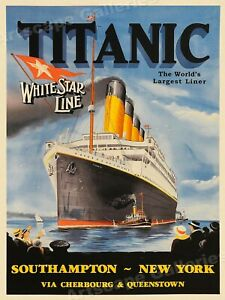 TITANIC
The World's
Largest Liner
WHITE STAR
LINE
SOUTHAMPTON ~ NEW YORK
VIA CHERBOURG & QUEENSTOWN